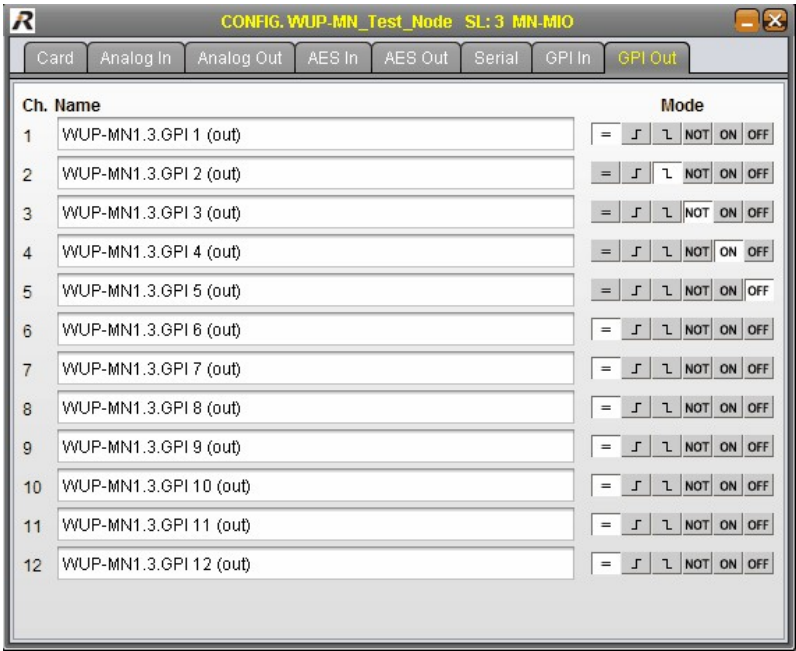 R CONFIG. WUP-MN_Test_Node SL: 3 MN-MIO
Card Analog In Analog Out AES In AES Out Serial GPI In GPI Out
Ch. Name Mode
1 WUP-MN1.3.GPI 1 (out) = NOT ON OFF
2 WUP-MN1.3.GPI 2 (out) = NOT ON OFF
3 WUP-MN1.3.GPI 3 (out) = NOT ON OFF
4 WUP-MN1.3.GPI 4 (out) = NOT ON OFF
5 WUP-MN1.3.GPI 5 (out) = NOT ON OFF
6 WUP-MN1.3.GPI 6 (out) = NOT ON OFF
7 WUP-MN1.3.GPI 7 (out) = NOT ON OFF
8 WUP-MN1.3.GPI 8 (out) = NOT ON OFF
9 WUP-MN1.3.GPI 9 (out) = NOT ON OFF
10 WUP-MN1.3.GPI 10 (out) = NOT ON OFF
11 WUP-MN1.3.GPI 11 (out) = NOT ON OFF
12 WUP-MN1.3.GPI 12 (out) = NOT ON OFF